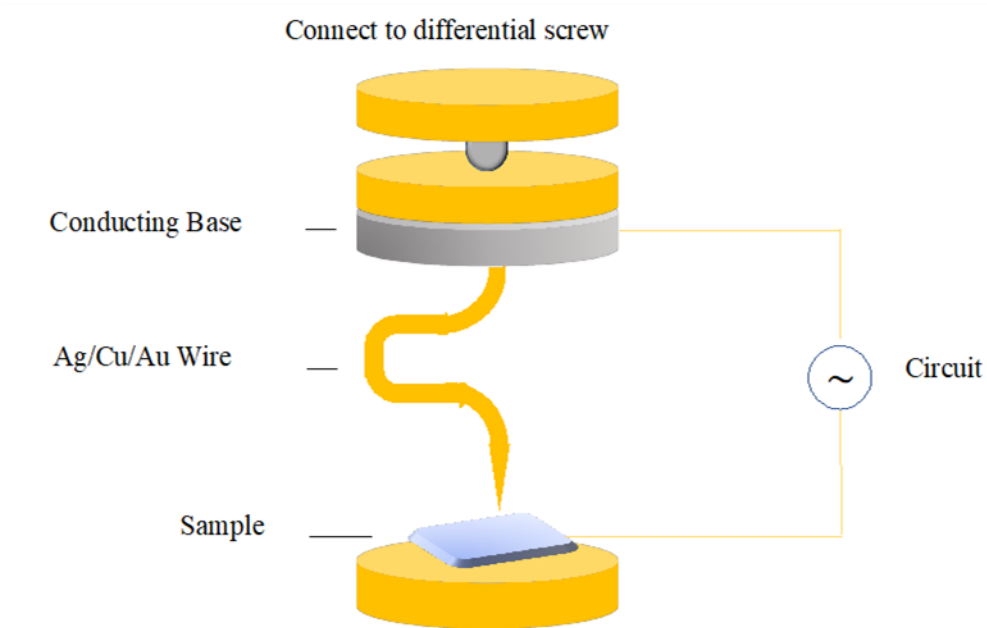 Connect to differential screw
Conducting Base
Ag/Cu/Au Wire
~
Circuit
Sample